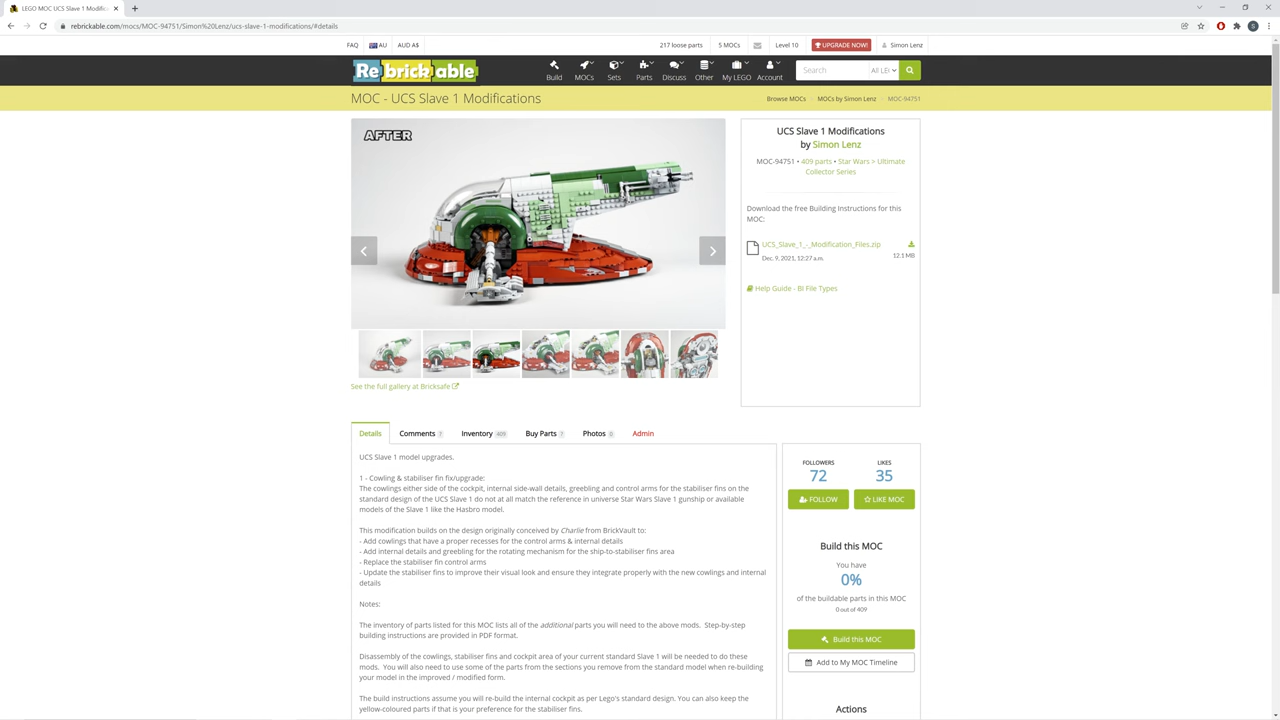 LEGO MOC UCS Slave 1 Modific
rebrickable.com/mocs/MOC-94751/Simon%20Lenz/ucs-slave-1-modifications/#details
FAQ AU AUD A$ 217 loose parts 5 MOCs Level 10 UPGRADE NOW! Simon Lenz
Rebrickable Build MOCs Sets Parts Discuss Other My LEGO Account Search All LE
MOC - UCS Slave 1 Modifications Browse MOCs MOCs by Simon Lenz MOC-94751
AFTER
UCS Slave 1 Modifications
by Simon Lenz
MOC-94751 • 409 parts • Star Wars > Ultimate
Collector Series
Download the free Building Instructions for this
MOC:
UCS_Slave_1_-_Modification_Files.zip
Dec. 9, 2021, 12:27 a.m. 12.1 MB
Help Guide - BI File Types
See the full gallery at Bricksafe
Details Comments 7 Inventory 409 Buy Parts Photos 0 Admin
UCS Slave 1 model upgrades.
1 - Cowling & stabiliser fin fix/upgrade:
The cowlings either side of the cockpit, internal side-wall details, greebling and control arms for the stabiliser fins on the
standard design of the UCS Slave 1 do not at all match the reference in universe Star Wars Slave 1 gunship or available
models of the Slave 1 like the Hasbro model.
This modification builds on the design originally conceived by Charlie from BrickVault to:
- Add cowlings that have a proper recesses for the control arms & internal details
- Add internal details and greebling for the rotating mechanism for the ship-to-stabiliser fins area
- Replace the stabiliser fin control arms
- Update the stabiliser fins to improve their visual look and ensure they integrate properly with the new cowlings and internal
details
Notes:
The inventory of parts listed for this MOC lists all of the additional parts you will need to the above mods. Step-by-step
building instructions are provided in PDF format.
Disassembly of the cowlings, stabiliser fins and cockpit area of your current standard Slave 1 will be needed to do these
mods. You will also need to use some of the parts from the sections you remove from the standard model when re-building
your model in the improved / modified form.
The build instructions assume you will re-build the internal cockpit as per Lego's standard design. You can also keep the
yellow-coloured parts if that is your preference for the stabiliser fins.
FOLLOWERS LIKES
72 35
FOLLOW LIKE MOC
Build this MOC
You have
0%
of the buildable parts in this MOC
0 out of 409
Build this MOC
Add to My MOC Timeline
Actions